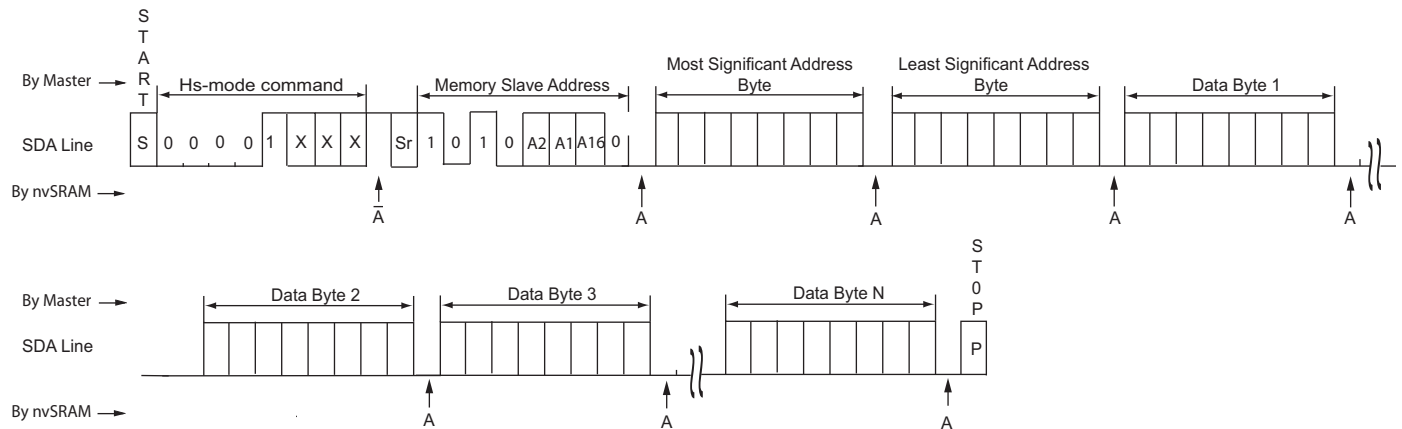 START
By Master
Hs-mode command
Memory Slave Address
Most Significant Address
Byte
Least Significant Address
Byte
Data Byte 1
SDA Line
S 0 0 0 0 1 X X X Sr 1 0 1 0 A2 A1 A16 0
By nvSRAM
A̅ A A A A
ST0P
By Master
Data Byte 2
Data Byte 3
Data Byte N
SDA Line
P
By nvSRAM
A A A